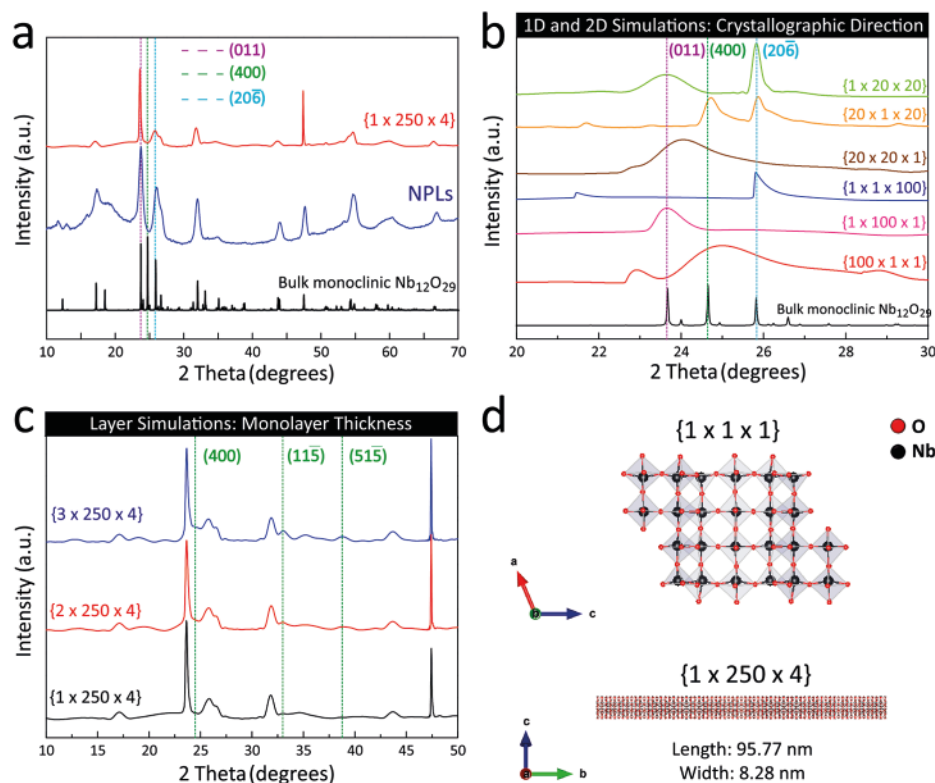 a
(011)
(400)
(206̅)
{1 x 250 x 4}
NPLs
Bulk monoclinic Nb₁₂O₂₉
Intensity (a.u.)
10 20 30 40 50 60 70
2 Theta (degrees)
b
1D and 2D Simulations: Crystallographic Direction
(011) (400) (206̅)
{1 x 20 x 20}
{20 x 1 x 20}
{20 x 20 x 1}
{1 x 1 x 100}
{1 x 100 x 1}
{100 x 1 x 1}
Bulk monoclinic Nb₁₂O₂₉
Intensity (a.u.)
20 22 24 26 28 30
2 Theta (degrees)
c
Layer Simulations: Monolayer Thickness
(400) (115̅) (515̅)
{3 x 250 x 4}
{2 x 250 x 4}
{1 x 250 x 4}
Intensity (a.u.)
10 15 20 25 30 35 40 45 50
2 Theta (degrees)
d
{1 x 1 x 1}
O
Nb
a
b
c
{1 x 250 x 4}
c
a
b
Length: 95.77 nm
Width: 8.28 nm